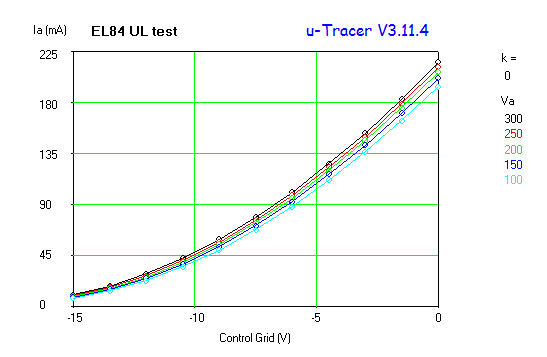 Ia (mA)
EL84 UL test
u-Tracer V3.11.4
225
180
135
90
45
0
-15
-10
-5
0
Control Grid (V)
k =
0
Va
300
250
200
150
100